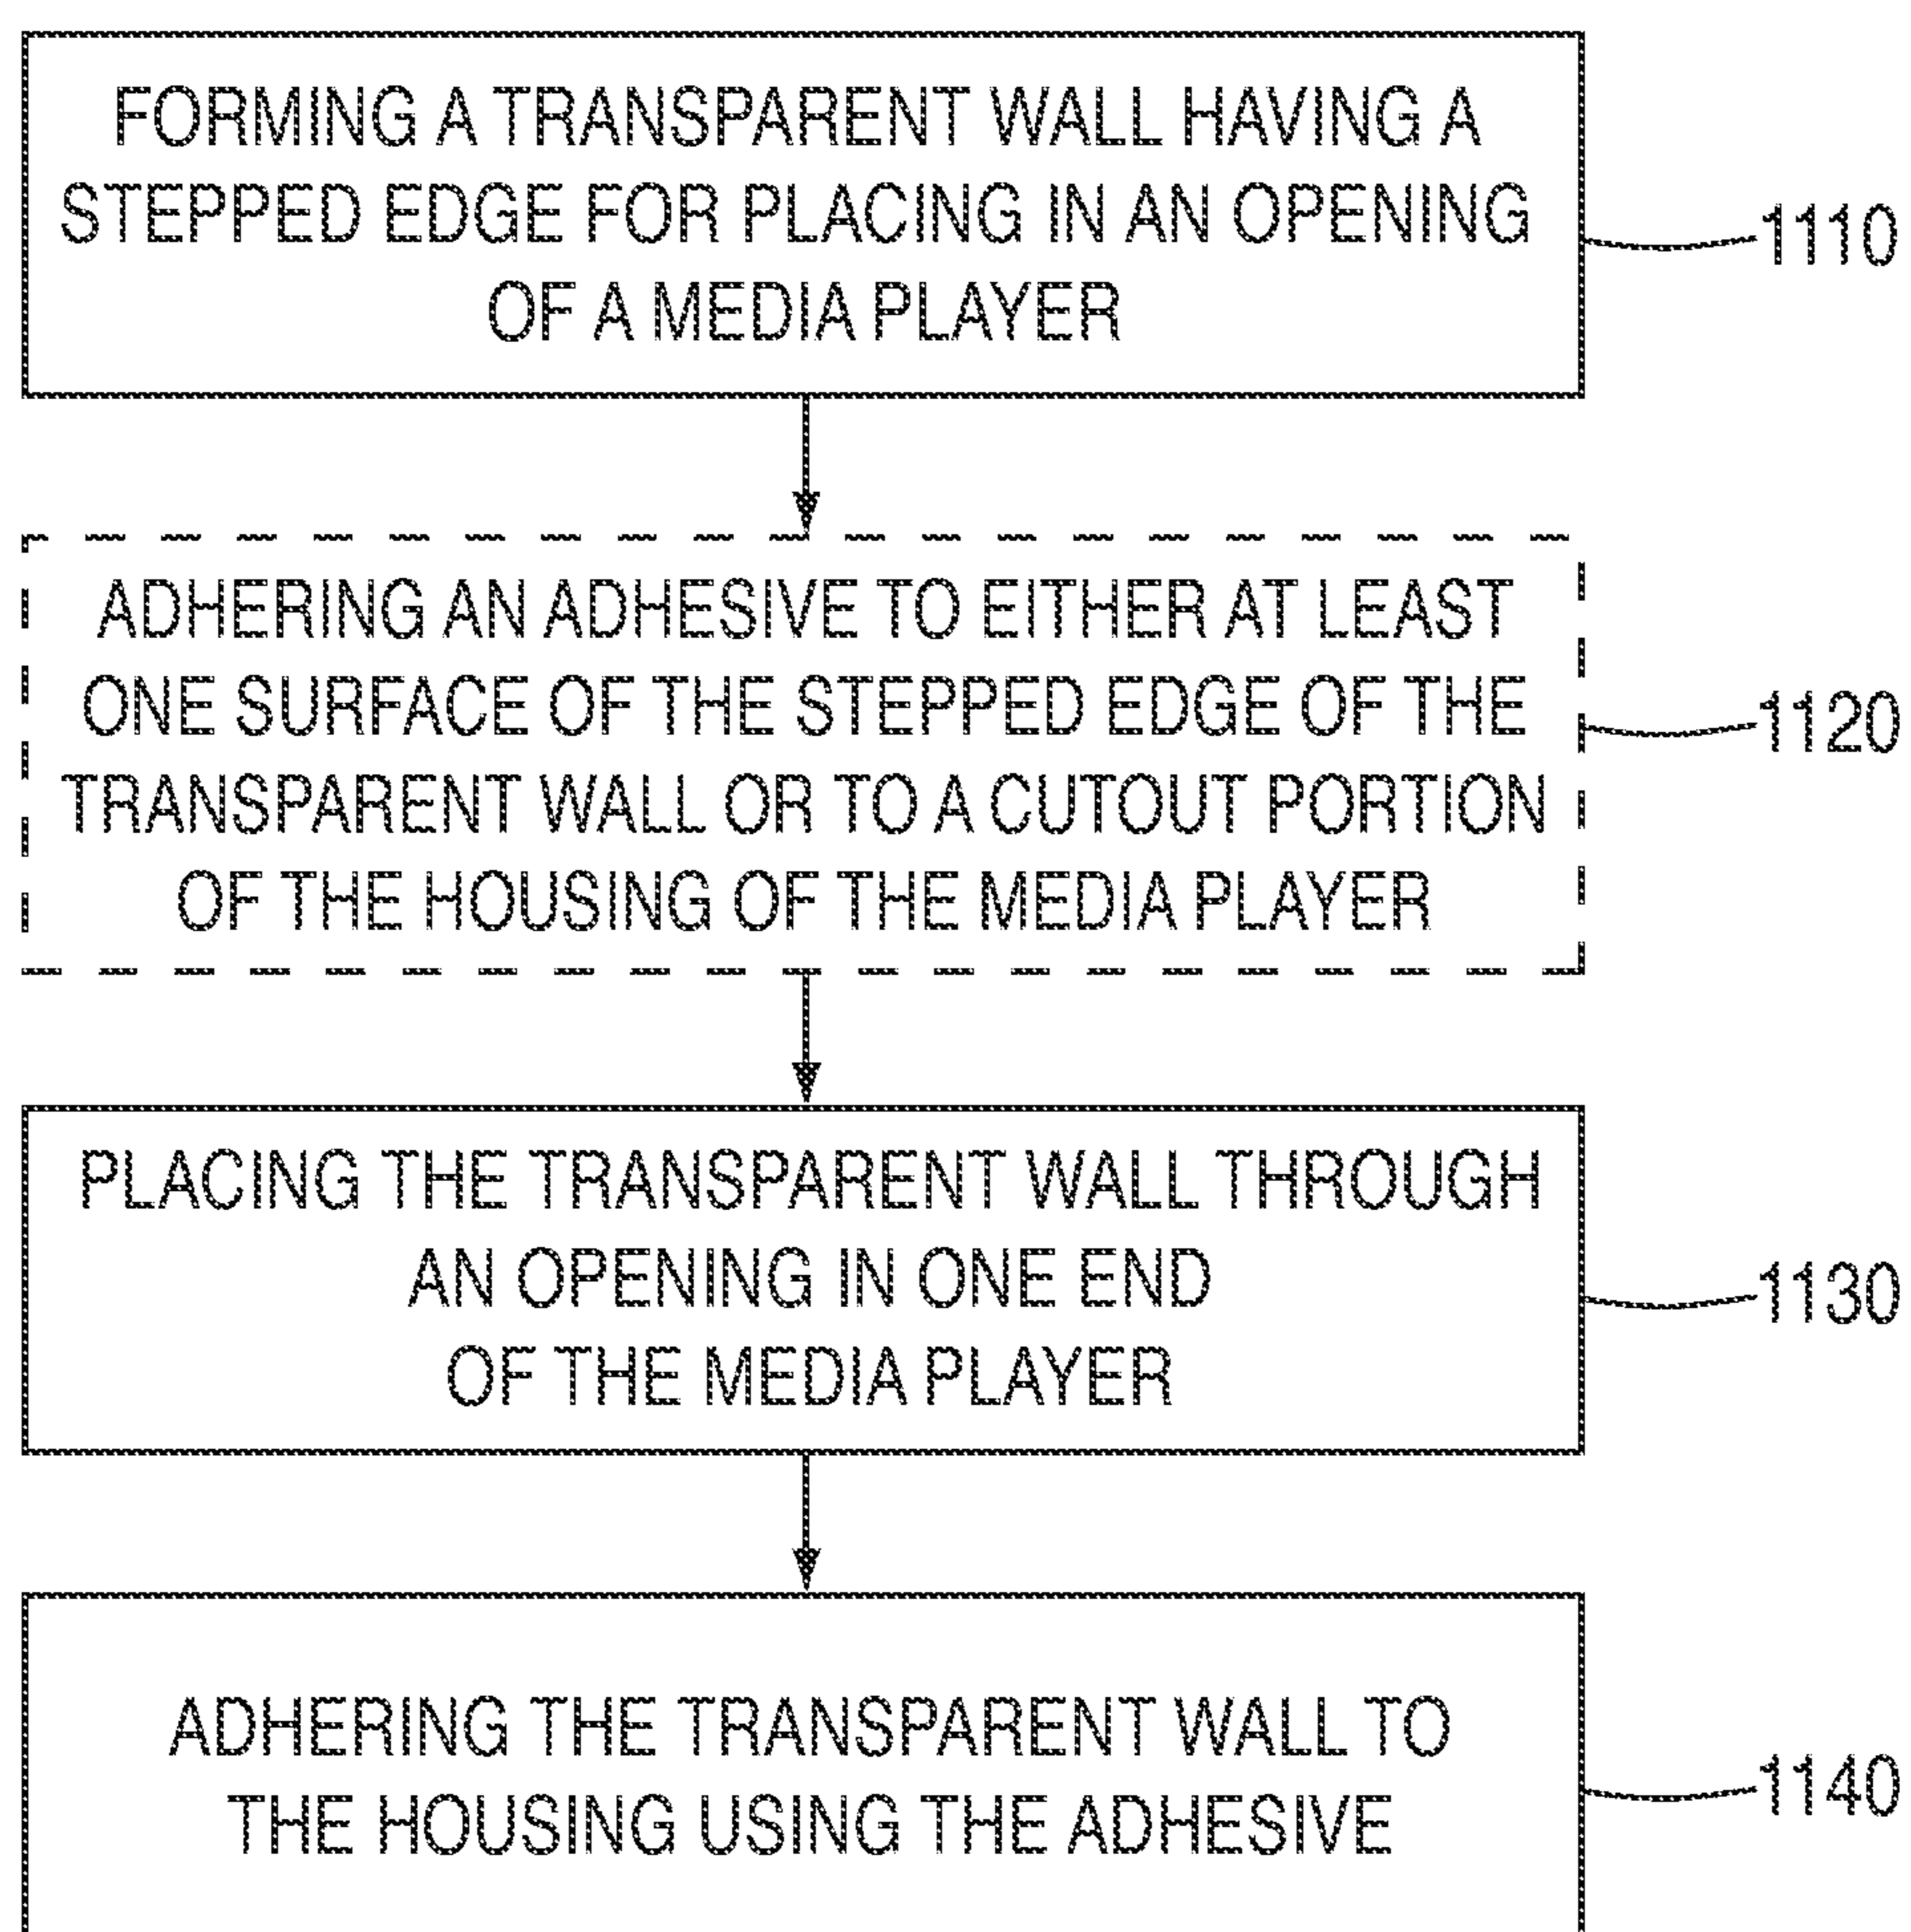 FORMING A TRANSPARENT WALL HAVING A
STEPPED EDGE FOR PLACING IN AN OPENING
OF A MEDIA PLAYER
1110
ADHERING AN ADHESIVE TO EITHER AT LEAST
ONE SURFACE OF THE STEPPED EDGE OF THE
TRANSPARENT WALL OR TO A CUTOUT PORTION
OF THE HOUSING OF THE MEDIA PLAYER
1120
PLACING THE TRANSPARENT WALL THROUGH
AN OPENING IN ONE END
OF THE MEDIA PLAYER
1130
ADHERING THE TRANSPARENT WALL TO
THE HOUSING USING THE ADHESIVE
1140